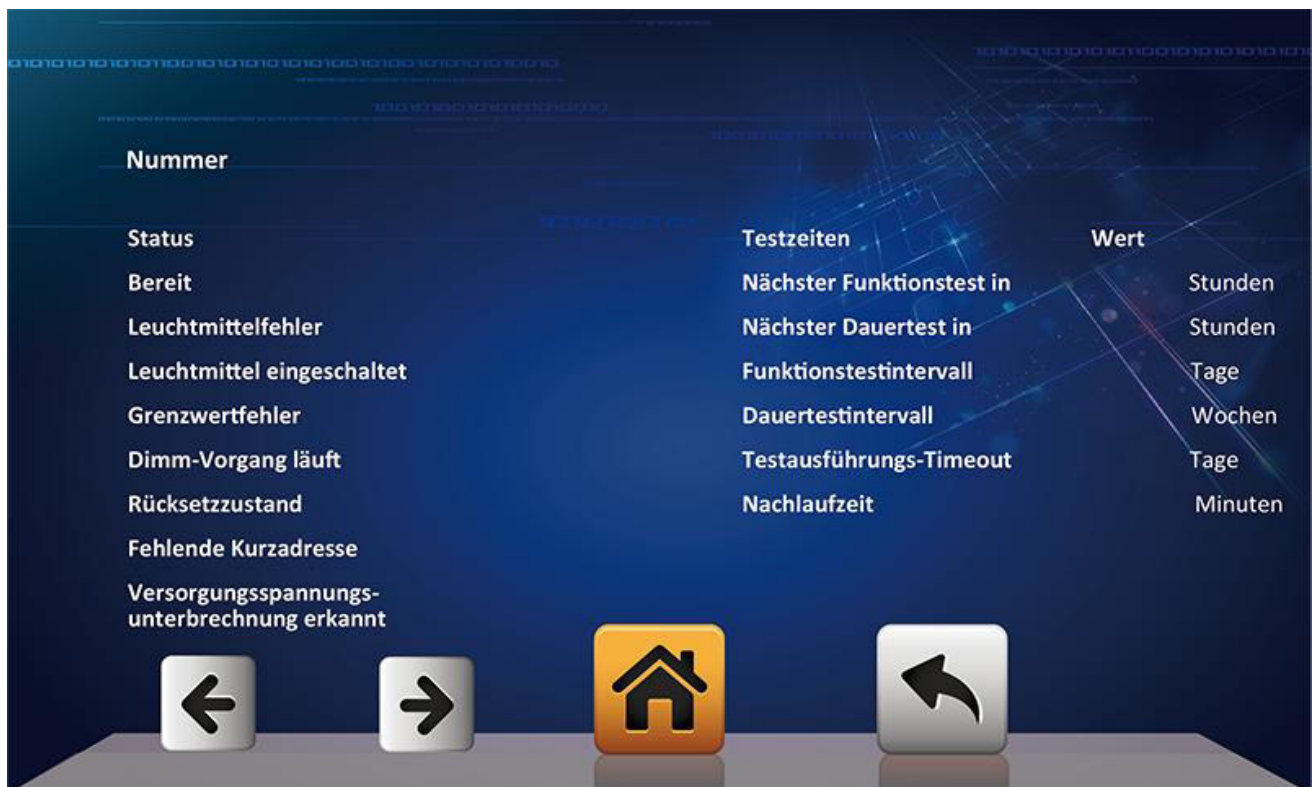 Nummer
Status
Bereit
Leuchtmittelfehler
Leuchtmittel eingeschaltet
Grenzwertfehler
Dimm-Vorgang läuft
Rücksetzzustand
Fehlende Kurzadresse
Versorgungsspannungs-
unterbrechnung erkannt
Testzeiten Wert
Nächster Funktionstest in Stunden
Nächster Dauertest in Stunden
Funktionstestintervall Tage
Dauertestintervall Wochen
Testausführungs-Timeout Tage
Nachlaufzeit Minuten